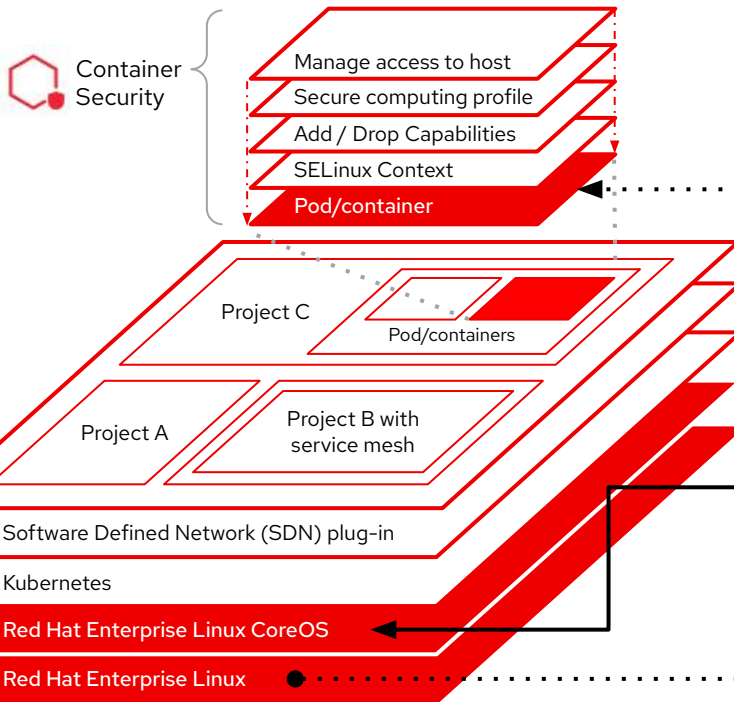 Container
Security
Manage access to host
Secure computing profile
Add / Drop Capabilities
SELinux Context
Pod/container
Project C
Pod/containers
Project A
Project B with
service mesh
Software Defined Network (SDN) plug-in
Kubernetes
Red Hat Enterprise Linux CoreOS
Red Hat Enterprise Linux